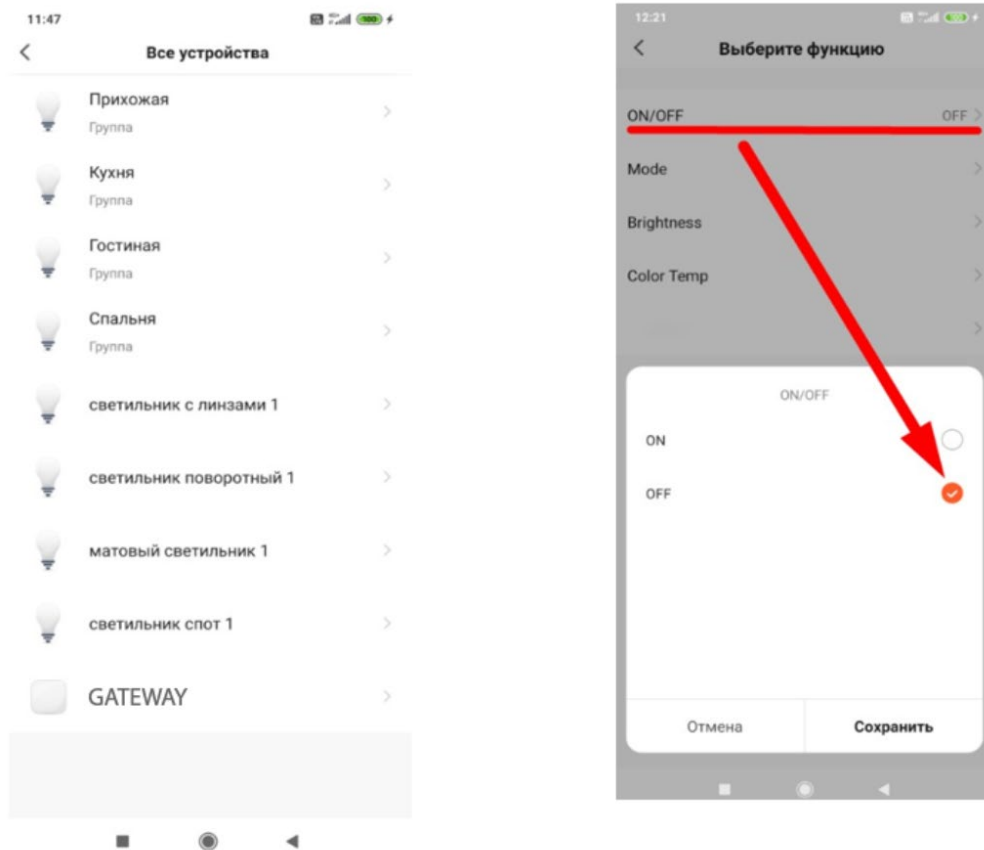 11:47
Все устройства
Прихожая
Группа
Кухня
Группа
Гостиная
Группа
Спальня
Группа
светильник с линзами 1
светильник поворотный 1
матовый светильник 1
светильник спот 1
GATEWAY
12:21
Выберите функцию
ON/OFF OFF
Mode
Brightness
Color Temp
ON/OFF
ON
OFF
Отмена Сохранить